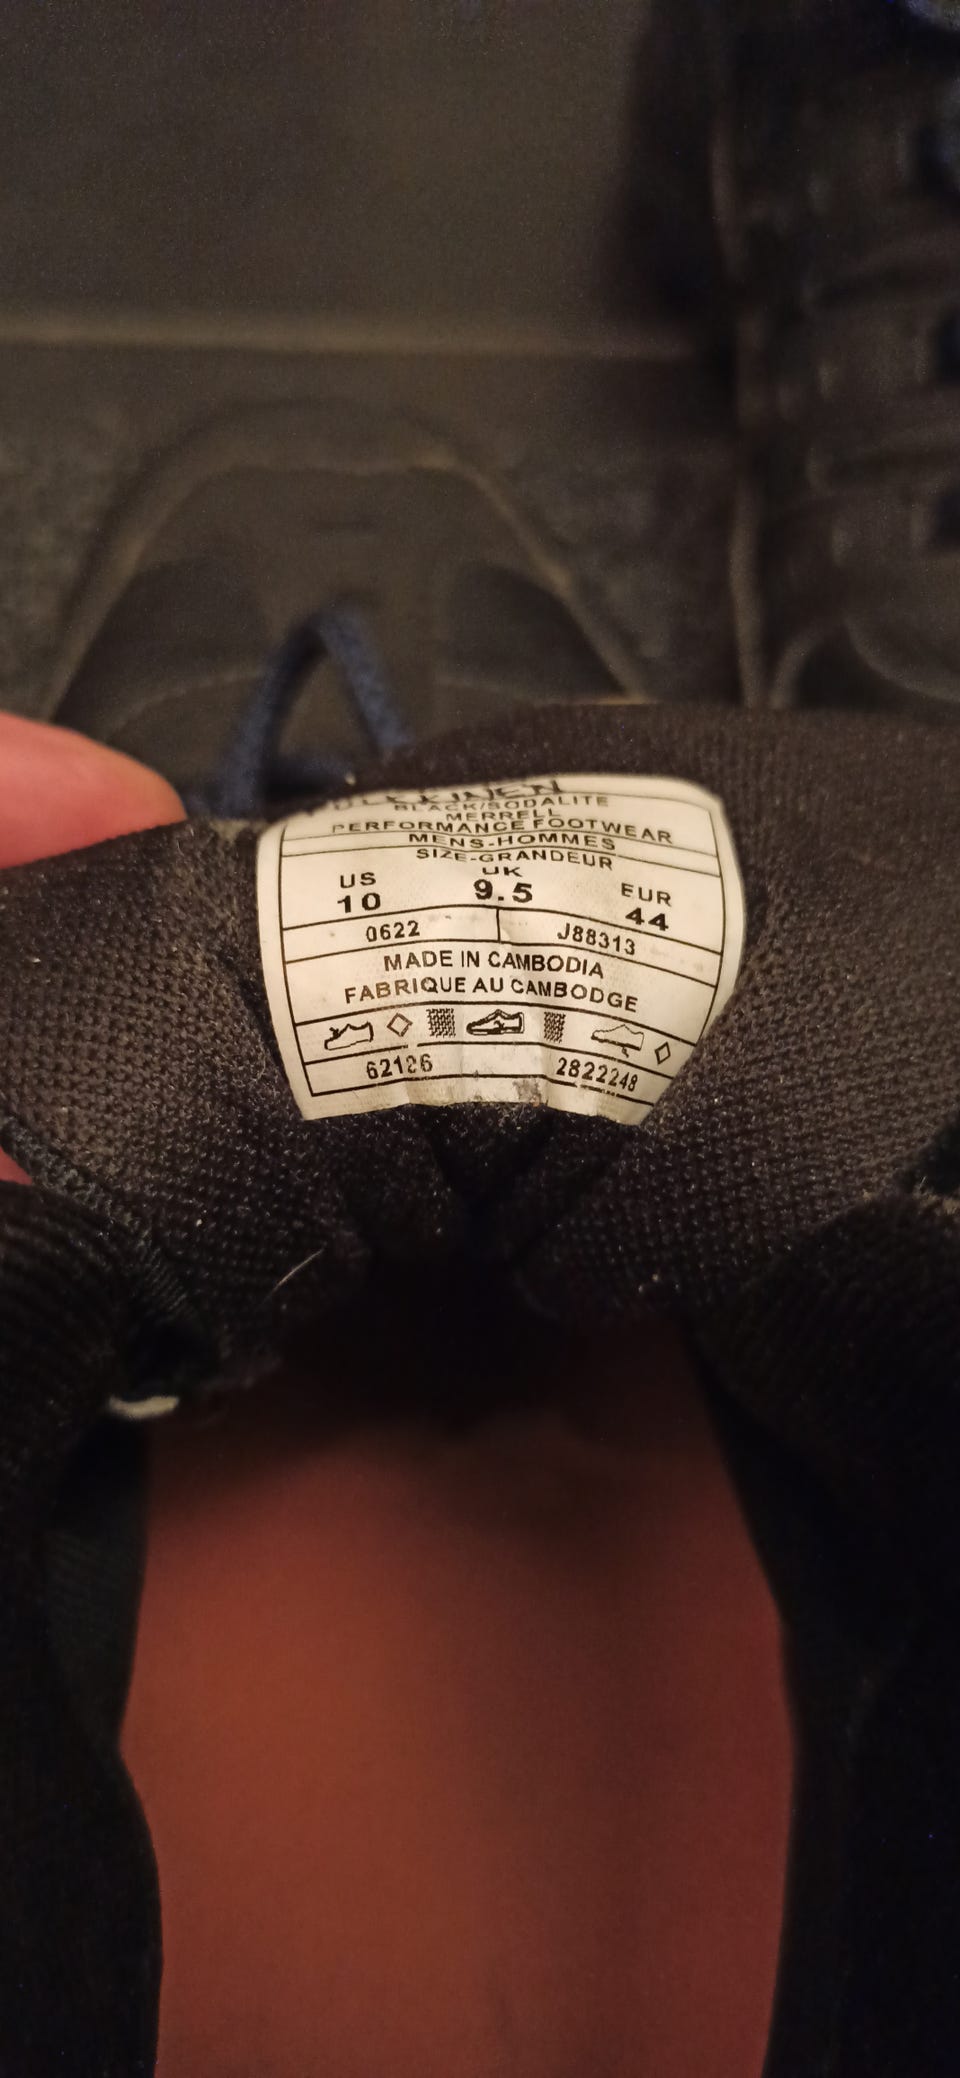 BLACK/SODALITE
MERRELL
PERFORMANCE FOOTWEAR
MENS-HOMMES
SIZE-GRANDEUR
US UK EUR
10 9.5 44
0622 J88313
MADE IN CAMBODIA
FABRIQUE AU CAMBODGE
62126 2822248